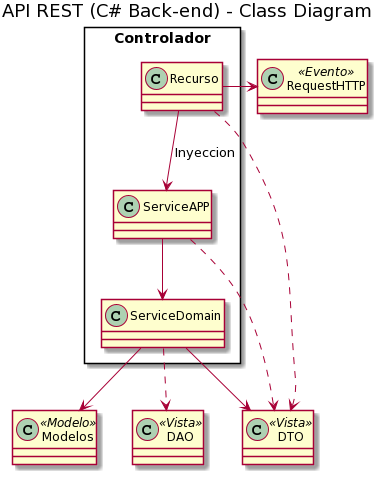 API REST (C# Back-end) - Class Diagram
Controlador
C Recurso
C «Evento»
RequestHTTP
Inyeccion
C ServiceAPP
C ServiceDomain
C «Modelo»
Modelos
C «Vista»
DAO
C «Vista»
DTO